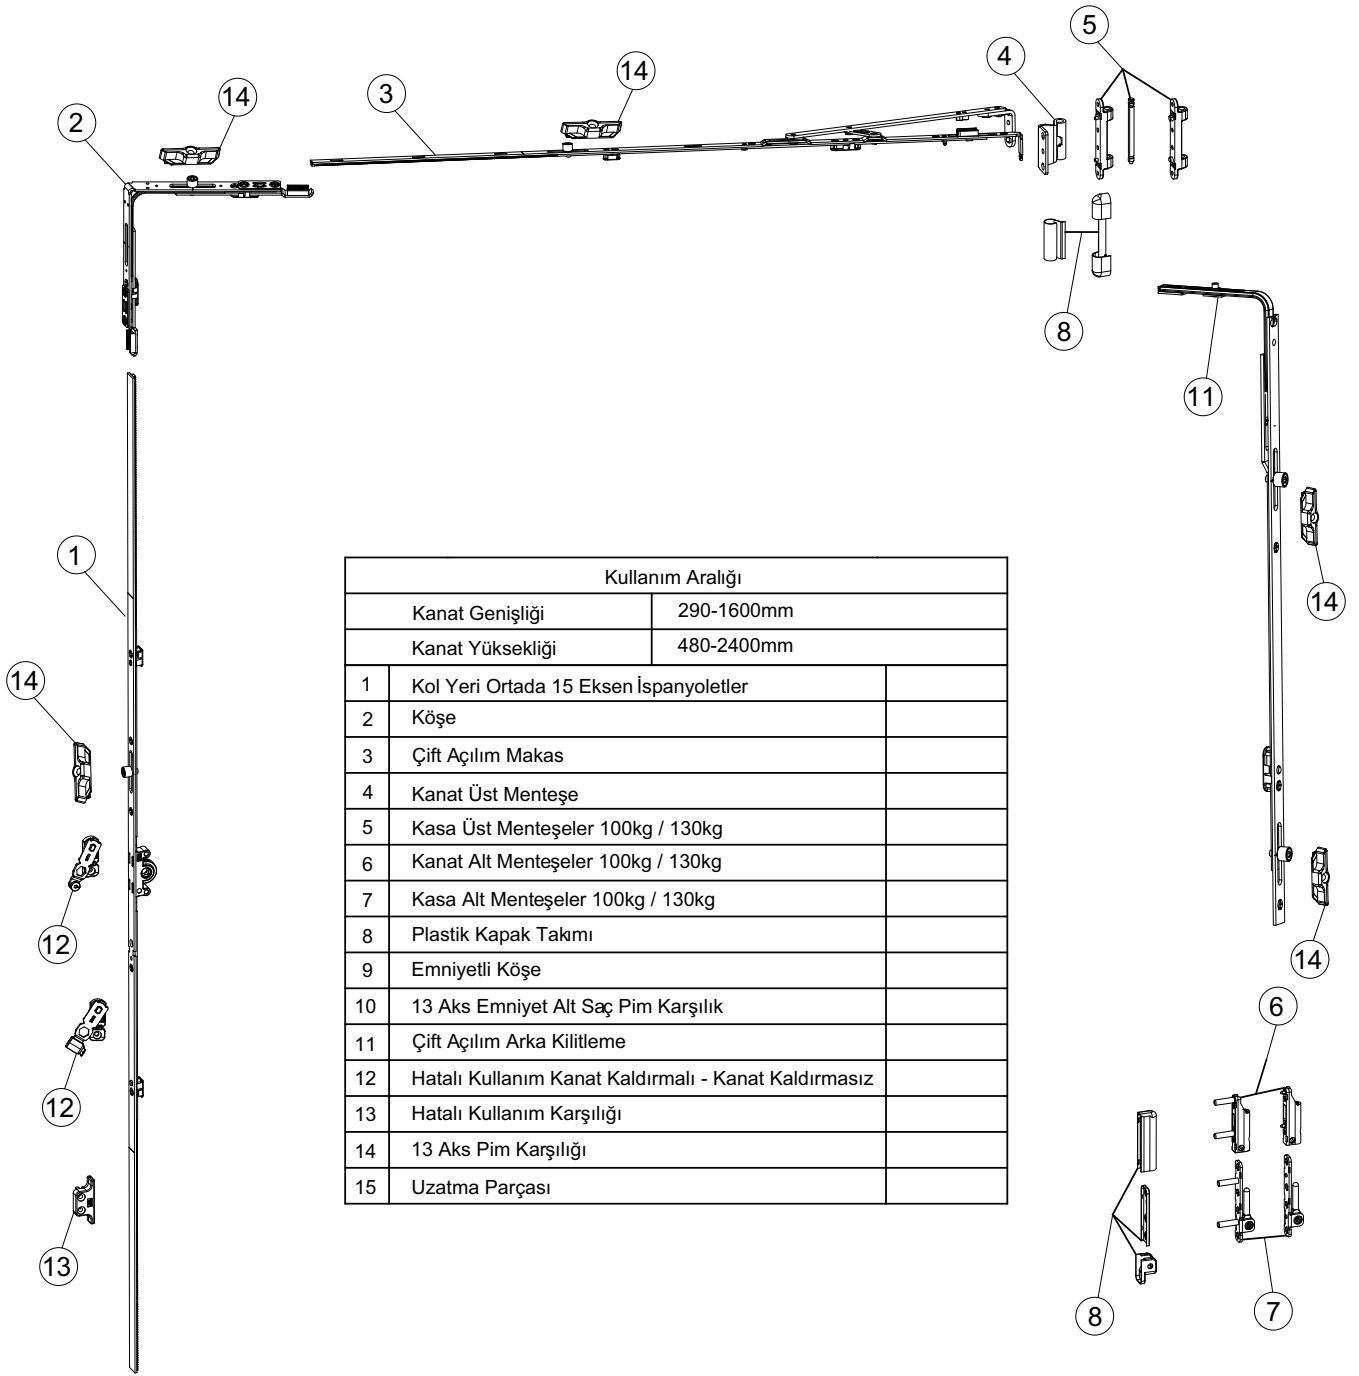 5
4
14
14
3
2
8
11
1
14
14
12
14
12
6
13
8
7
Kullanım Aralığı
Kanat Genişliği 290-1600mm
Kanat Yüksekliği 480-2400mm
1 Kol Yeri Ortada 15 Eksen İspanyoletler
2 Köşe
3 Çift Açılım Makas
4 Kanat Üst Menteşe
5 Kasa Üst Menteşeler 100kg / 130kg
6 Kanat Alt Menteşeler 100kg / 130kg
7 Kasa Alt Menteşeler 100kg / 130kg
8 Plastik Kapak Takımı
9 Emniyetli Köşe
10 13 Aks Emniyet Alt Saç Pim Karşılık
11 Çift Açılım Arka Kilitleme
12 Hatalı Kullanım Kanat Kaldırmalı - Kanat Kaldırmasız
13 Hatalı Kullanım Karşılığı
14 13 Aks Pim Karşılığı
15 Uzatma Parçası